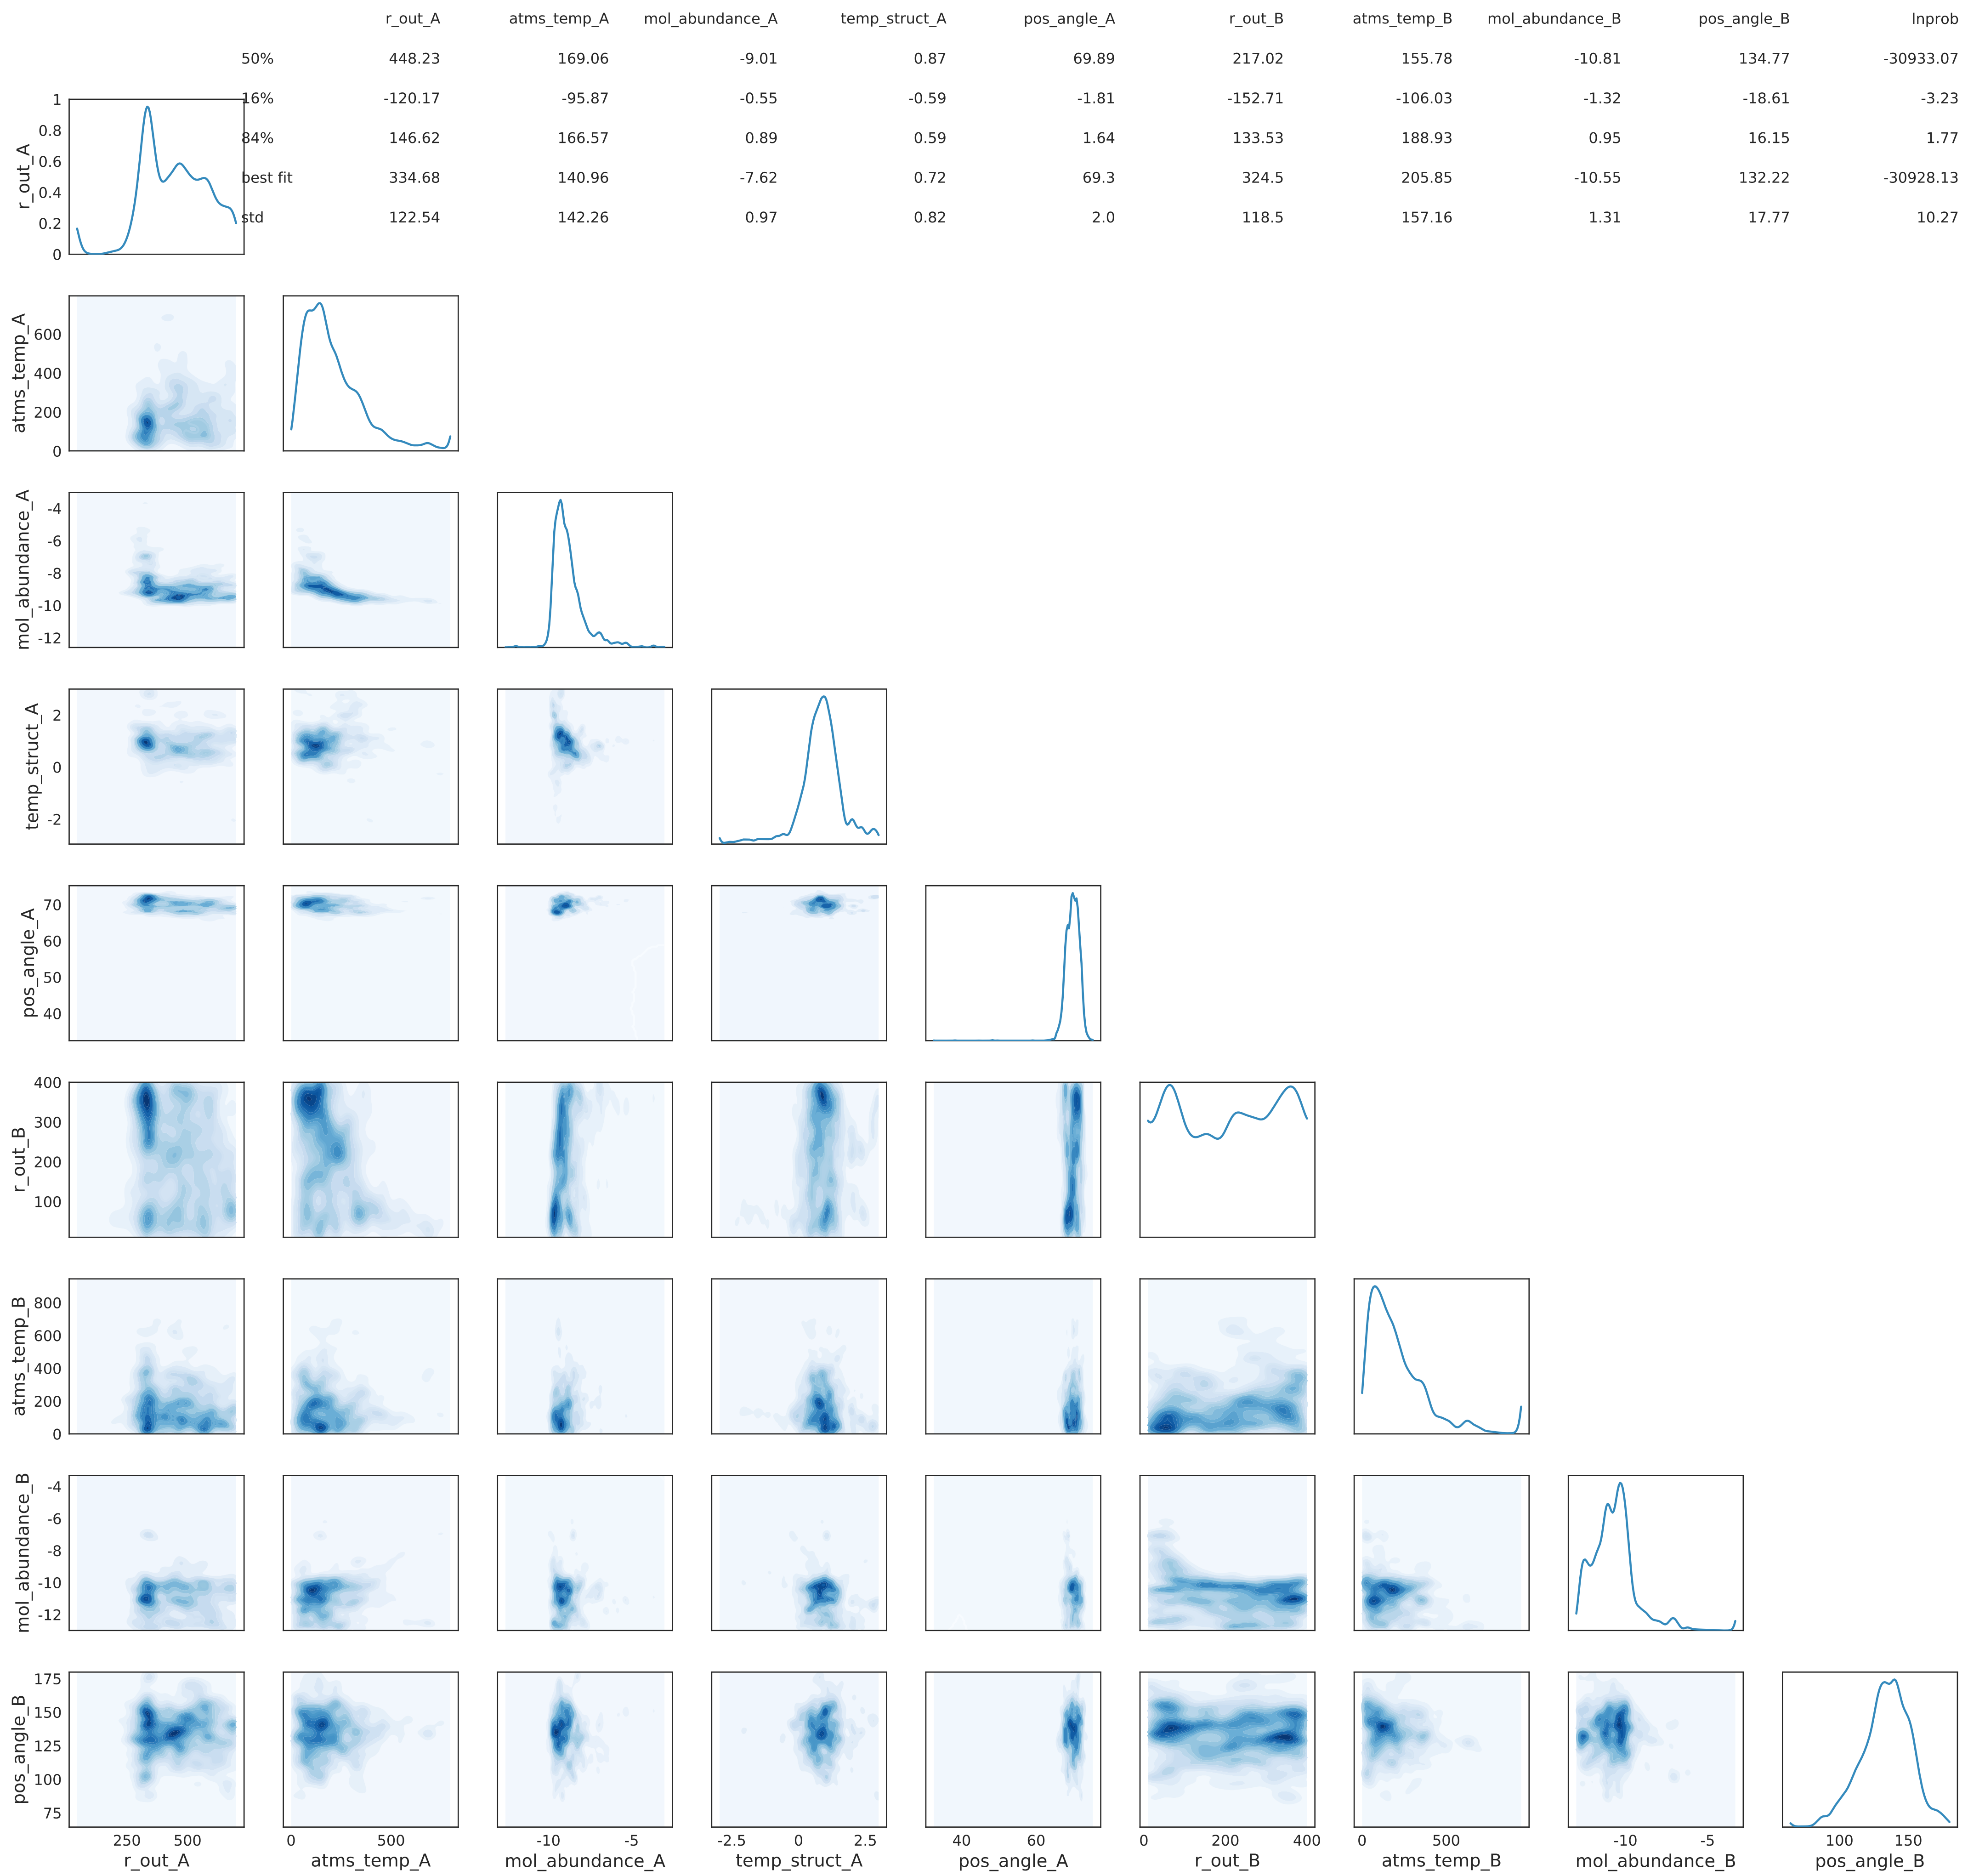 r_out_A atms_temp_A mol_abundance_A temp_struct_A pos_angle_A r_out_B atms_temp_B mol_abundance_B pos_angle_B lnprob
50% 448.23 169.06 -9.01 0.87 69.89 217.02 155.78 -10.81 134.77 -30933.07
16% -120.17 -95.87 -0.55 -0.59 -1.81 -152.71 -106.03 -1.32 -18.61 -3.23
84% 146.62 166.57 0.89 0.59 1.64 133.53 188.93 0.95 16.15 1.77
best fit 334.68 140.96 -7.62 0.72 69.3 324.5 205.85 -10.55 132.22 -30928.13
std 122.54 142.26 0.97 0.82 2.0 118.5 157.16 1.31 17.77 10.27
r_out_A
1
0.8
0.6
0.4
0.2
0
atms_temp_A
600
400
200
0
mol_abundance_A
-4
-6
-8
-10
-12
temp_struct_A
2
0
-2
pos_angle_A
70
60
50
40
r_out_B
400
300
200
100
atms_temp_B
800
600
400
200
0
mol_abundance_B
-4
-6
-8
-10
-12
pos_angle_B
175
150
125
100
75
250 500 0 500 -10 -5 -2.5 0 2.5 40 60 0 200 400 0 500 -10 -5 100 150
r_out_A atms_temp_A mol_abundance_A temp_struct_A pos_angle_A r_out_B atms_temp_B mol_abundance_B pos_angle_B